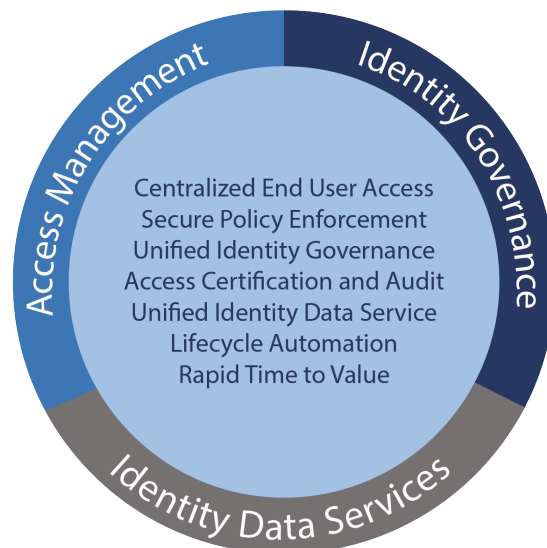 Access Management
Identity Governance
Centralized End User Access
Secure Policy Enforcement
Unified Identity Governance
Access Certification and Audit
Unified Identity Data Service
Lifecycle Automation
Rapid Time to Value
Identity Data Services